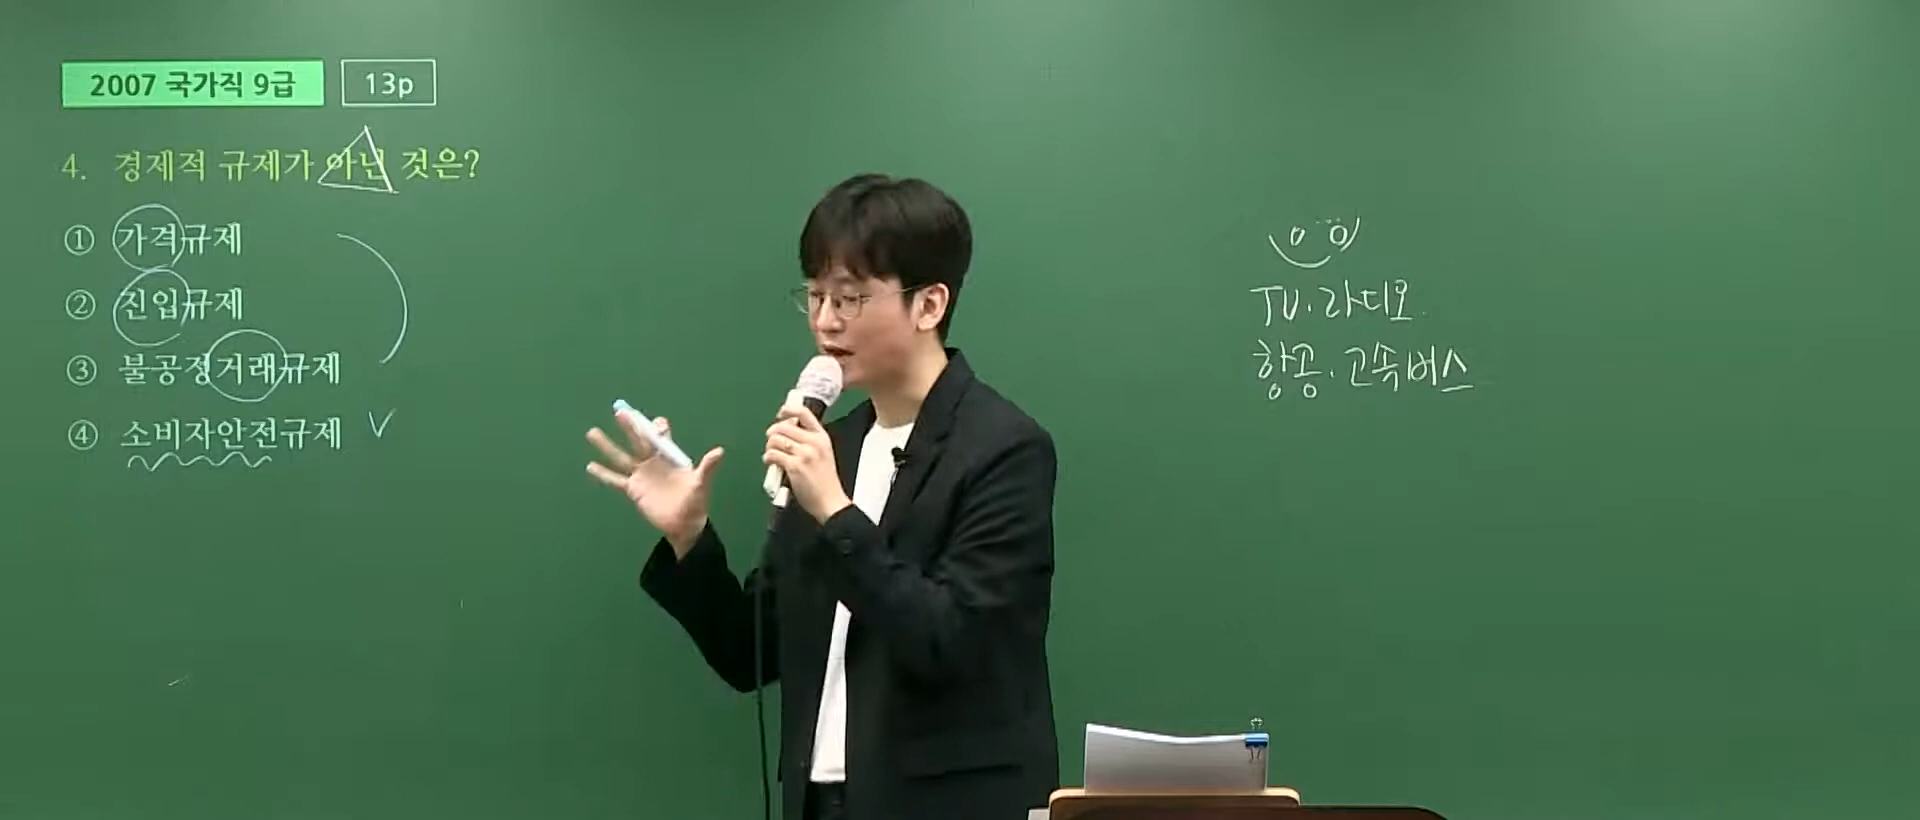 2007 국가직 9급 13p
4. 경제적 규제가 아닌 것은?
① 가격규제
② 진입규제
③ 불공정거래규제
④ 소비자안전규제 V
TV·라디오
항공·고속버스